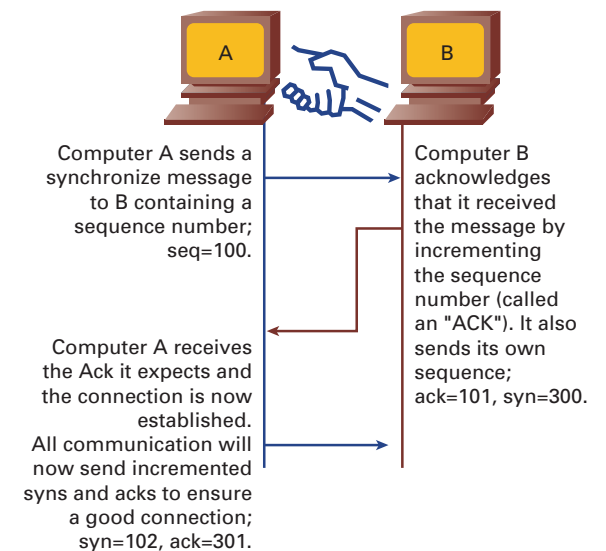 A
B
Computer A sends a
synchronize message
to B containing a
sequence number;
seq=100.
Computer B
acknowledges
that it received
the message by
incrementing
the sequence
number (called
an "ACK"). It also
sends its own
sequence;
ack=101, syn=300.
Computer A receives
the Ack it expects and
the connection is now
established.
All communication will
now send incremented
syns and acks to ensure
a good connection;
syn=102, ack=301.